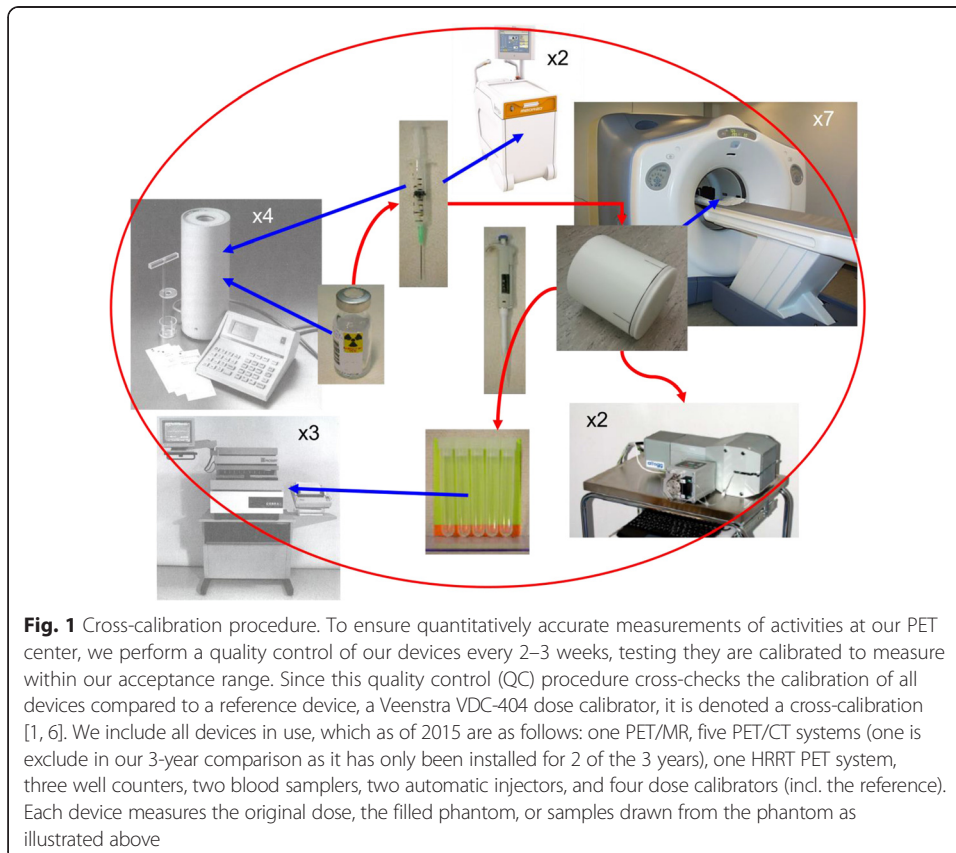 x2
x7
x4
x3
x2
Fig. 1 Cross-calibration procedure. To ensure quantitatively accurate measurements of activities at our PET
center, we perform a quality control of our devices every 2–3 weeks, testing they are calibrated to measure
within our acceptance range. Since this quality control (QC) procedure cross-checks the calibration of all
devices compared to a reference device, a Veenstra VDC-404 dose calibrator, it is denoted a cross-calibration
[1, 6]. We include all devices in use, which as of 2015 are as follows: one PET/MR, five PET/CT systems (one is
exclude in our 3-year comparison as it has only been installed for 2 of the 3 years), one HRRT PET system,
three well counters, two blood samplers, two automatic injectors, and four dose calibrators (incl. the reference).
Each device measures the original dose, the filled phantom, or samples drawn from the phantom as
illustrated above